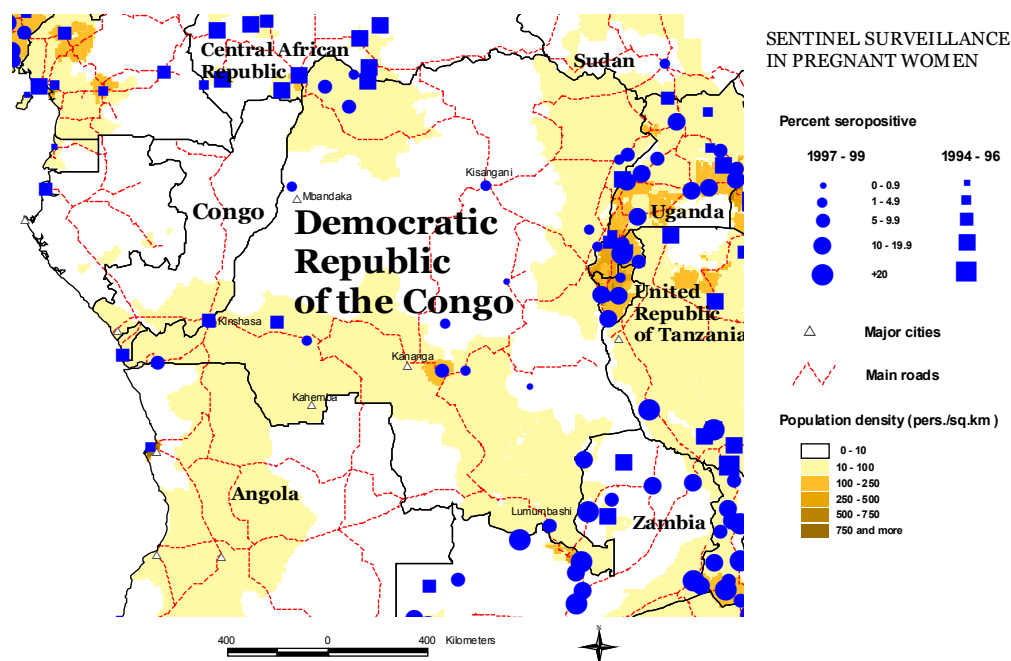 SENTINEL SURVEILLANCE
IN PREGNANT WOMEN
Percent seropositive
1997 - 99
1994 - 96
0 - 0.9
1 - 4.9
5 - 9.9
10 - 19.9
+20
Major cities
Main roads
Population density (pers./sq.km )
0 - 10
10 - 100
100 - 250
250 - 500
500 - 750
750 and more
Central African
Republic
Sudan
Kisangani
Mbandaka
Congo
Democratic
Republic
of the Congo
Uganda
United
Republic
of Tanzania
Kinshasa
Kananga
Kahemba
Angola
Lumumbashi
Zambia
400
0
400
Kilometers
N